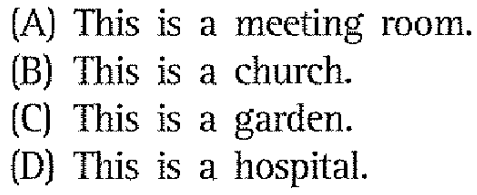 (A) This is a meeting room.
(B) This is a church.
(C) This is a garden.
(D) This is a hospital.